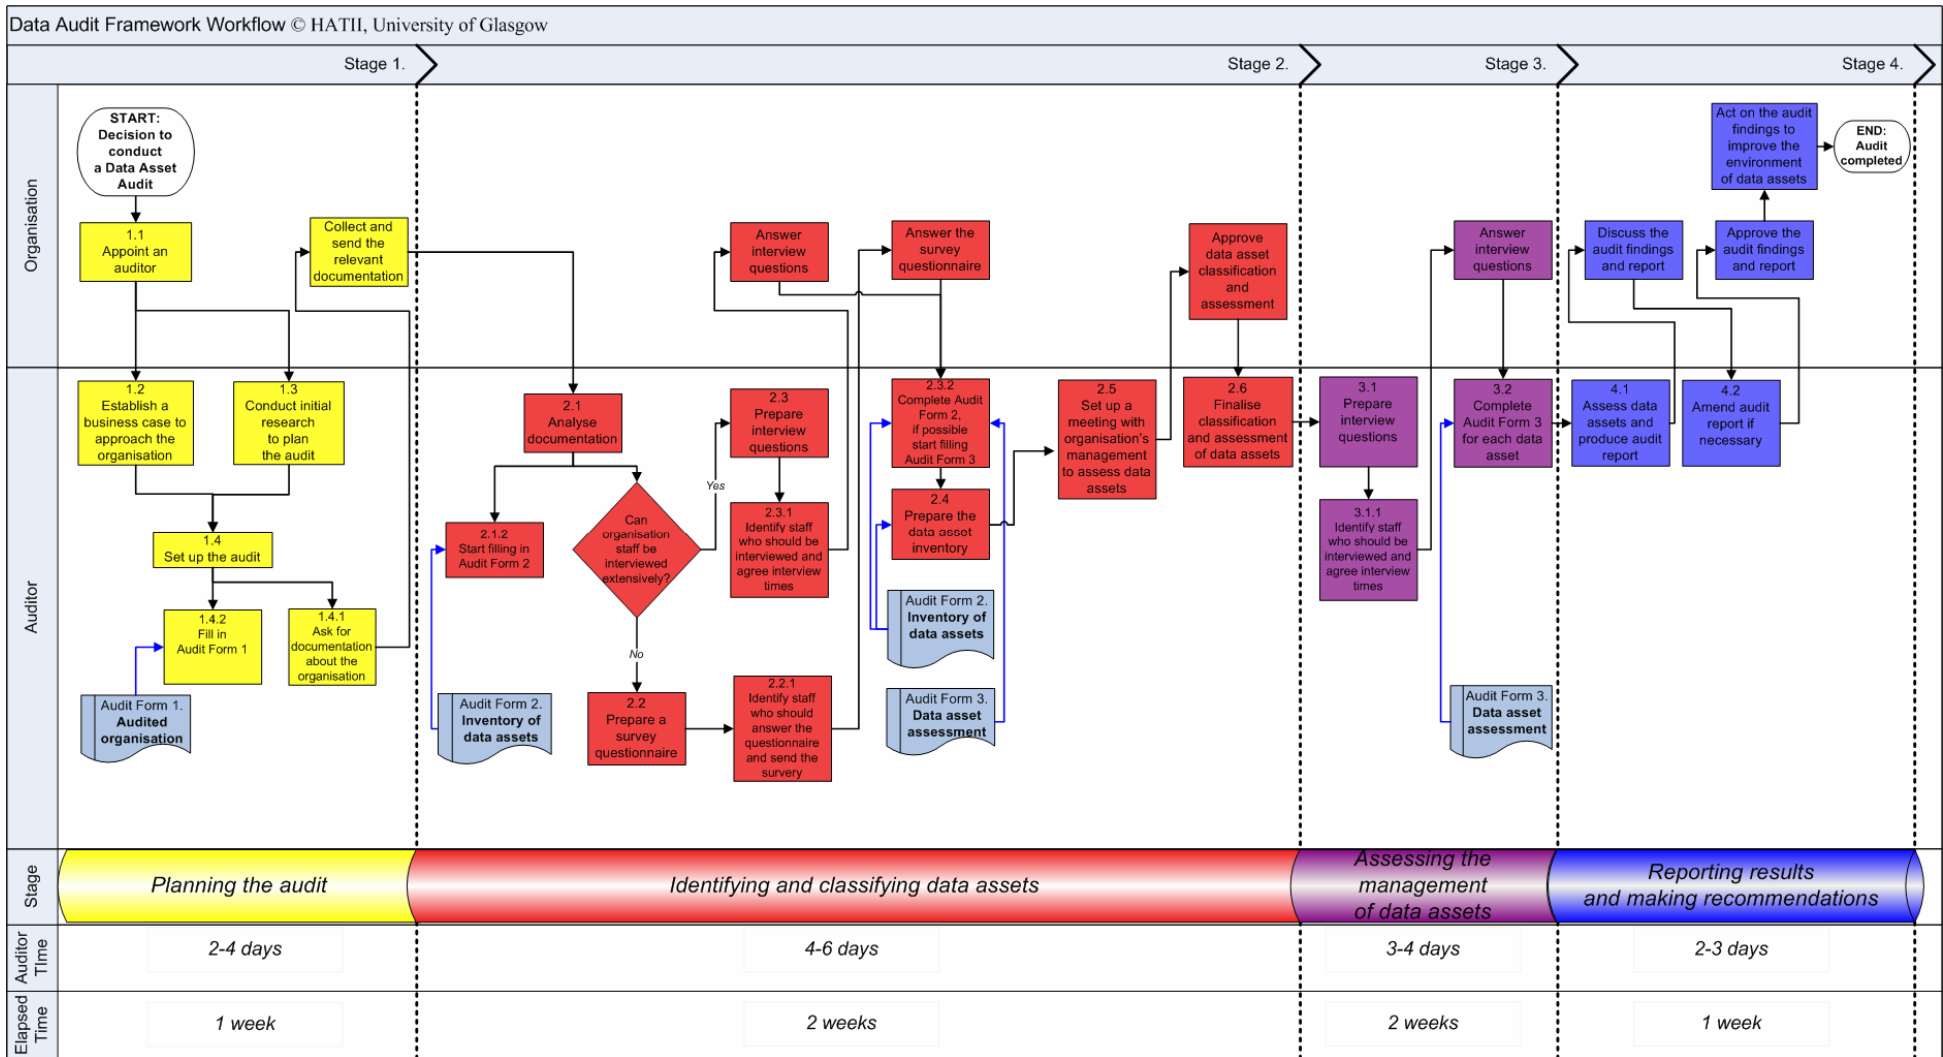 Data Audit Framework Workflow © HATII, University of Glasgow
Stage 1.
Stage 2.
Stage 3.
Stage 4.
Organisation
START:
Decision to
conduct
a Data Asset
Audit
1.1
Appoint an
auditor
Collect and
send the
relevant
documentation
Answer
interview
questions
Answer the
survey
questionnaire
Approve
data asset
classification
and
assessment
Answer
interview
questions
Discuss the
audit findings
and report
Approve the
audit findings
and report
Act on the audit
findings to
improve the
environment
of data assets
END:
Audit
completed
Auditor
1.2
Establish a
business case to
approach the
organisation
1.3
Conduct initial
research
to plan
the audit
1.4
Set up the audit
1.4.2
Fill in
Audit Form 1
1.4.1
Ask for
documentation
about the
organisation
Audit Form 1.
Audited
organisation
2.1
Analyse
documentation
2.1.2
Start filling in
Audit Form 2
Audit Form 2.
Inventory of
data assets
Can
organisation
staff be
interviewed
extensively?
Yes
No
2.2
Prepare a
survey
questionnaire
2.2.1
Identify staff
who should
answer the
questionnaire
and send the
survery
2.3
Prepare
interview
questions
2.3.1
Identify staff
who should be
interviewed and
agree interview
times
2.3.2
Complete Audit
Form 2,
if possible
start filling
Audit Form 3
2.4
Prepare the
data asset
inventory
Audit Form 2.
Inventory of
data assets
Audit Form 3.
Data asset
assessment
2.5
Set up a
meeting with
organisation's
management
to assess data
assets
2.6
Finalise
classification
and assessment
of data assets
3.1
Prepare
interview
questions
3.1.1
Identify staff
who should be
interviewed and
agree interview
times
3.2
Complete
Audit Form 3
for each data
asset
Audit Form 3.
Data asset
assessment
4.1
Assess data
assets and
produce audit
report
4.2
Amend audit
report if
necessary
Stage
Planning the audit
Identifying and classifying data assets
Assessing the
management
of data assets
Reporting results
and making recommendations
Auditor
TIme
2-4 days
4-6 days
3-4 days
2-3 days
Elapsed
Time
1 week
2 weeks
2 weeks
1 week